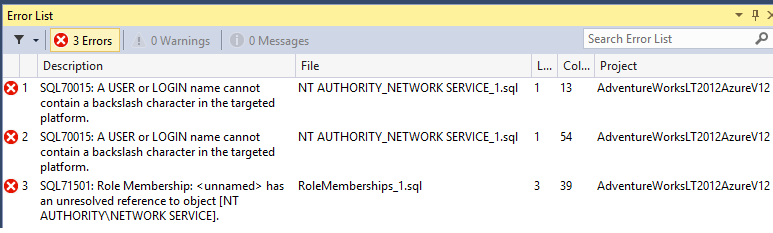 Error List
3 Errors
0 Warnings
0 Messages
Search Error List
Description File L... Col... Project
1 SQL70015: A USER or LOGIN name cannot NT AUTHORITY_NETWORK SERVICE_1.sql 1 13 AdventureWorksLT2012AzureV12
contain a backslash character in the targeted
platform.
2 SQL70015: A USER or LOGIN name cannot NT AUTHORITY_NETWORK SERVICE_1.sql 1 54 AdventureWorksLT2012AzureV12
contain a backslash character in the targeted
platform.
3 SQL71501: Role Membership: <unnamed> has RoleMemberships_1.sql 3 39 AdventureWorksLT2012AzureV12
an unresolved reference to object [NT
AUTHORITY\NETWORK SERVICE].